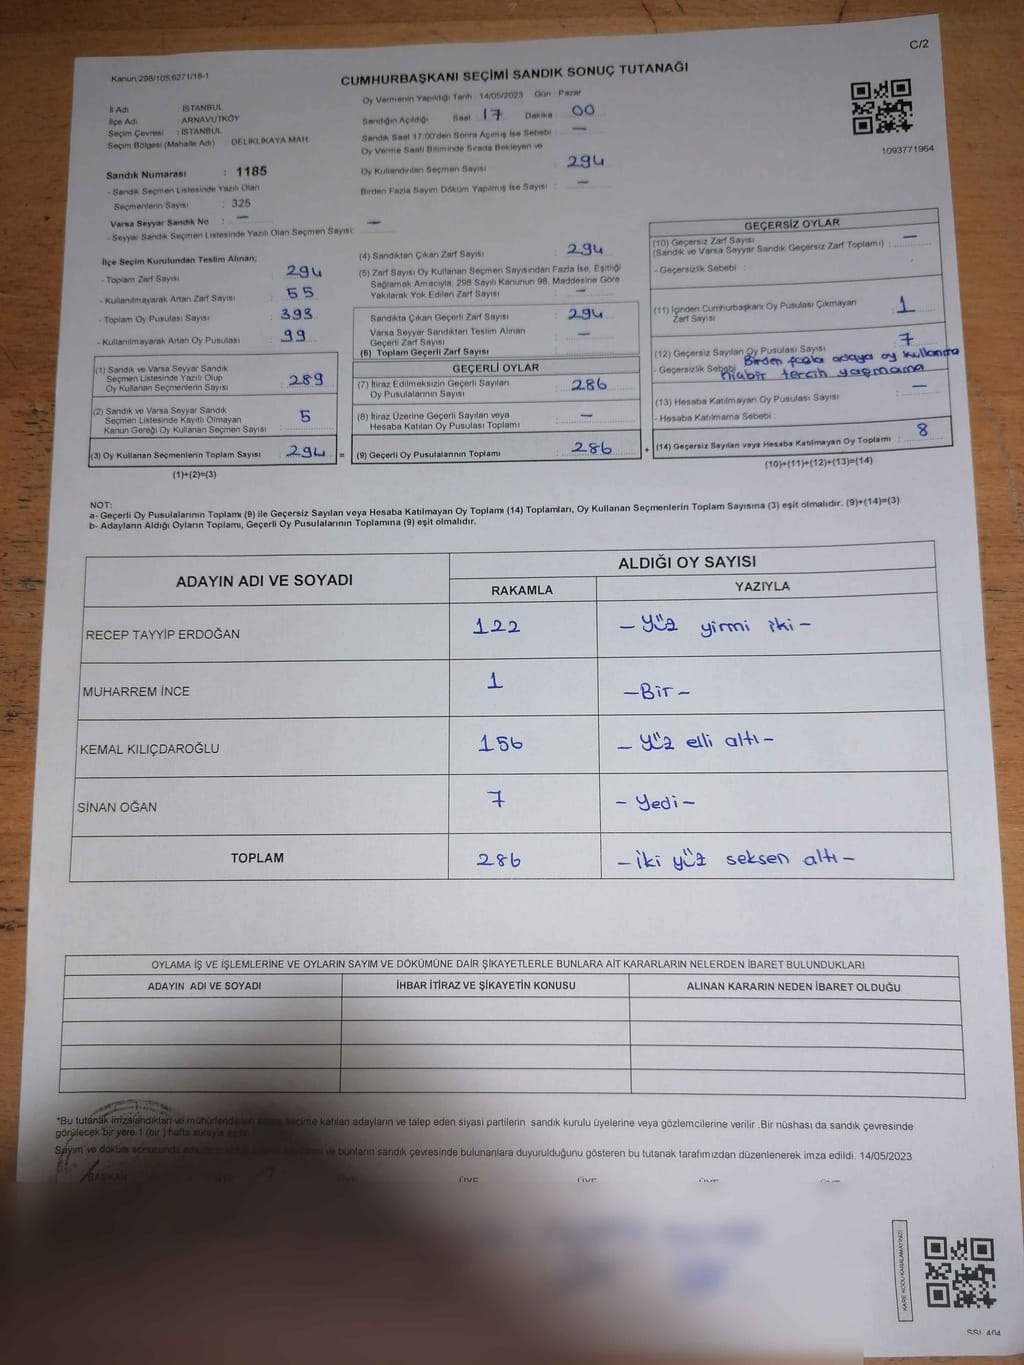 C/2
Kanun:298/105:6271/18-1
CUMHURBAŞKANI SEÇİMİ SANDIK SONUÇ TUTANAĞI
İl Adı : İSTANBUL
İlçe Adı : ARNAVUTKÖY
Seçim Çevresi : İSTANBUL
Seçim Bölgesi (Mahalle Adı) : DELİKLİKAYA MAH.
Sandık Numarası : 1185
- Sandık Seçmen Listesinde Yazılı Olan
Seçmenlerin Sayısı : 325
Varsa Seyyar Sandık No : —
- Seyyar Sandık Seçmen Listesinde Yazılı Olan Seçmen Sayısı: —
Oy Vermenin Yapıldığı Tarih 14/05/2023 Gün Pazar
Sandığın Açıldığı Saat 17 Dakika 00
Sandık Saat 17.00'den Sonra Açılmış İse Sebebi : —
Oy Verme Saati Bitiminde Sırada Bekleyen ve
Oy Kullandırılan Seçmen Sayısı : 294
Birden Fazla Sayım Döküm Yapılmış İse Sayısı : —
1093771964
İlçe Seçim Kurulundan Teslim Alınan;
- Toplam Zarf Sayısı : 294
- Kullanılmayarak Artan Zarf Sayısı : 55
- Toplam Oy Pusulası Sayısı : 393
- Kullanılmayarak Artan Oy Pusulası : 99
(1) Sandık ve Varsa Seyyar Sandık
Seçmen Listesinde Yazılı Olup
Oy Kullanan Seçmenlerin Sayısı : 289
(2) Sandık ve Varsa Seyyar Sandık
Seçmen Listesinde Kayıtlı Olmayan
Kanun Gereği Oy Kullanan Seçmen Sayısı : 5
(3) Oy Kullanan Seçmenlerin Toplam Sayısı : 294 =
(1)+(2)=(3)
(4) Sandıktan Çıkan Zarf Sayısı : 294
(5) Zarf Sayısı Oy Kullanan Seçmen Sayısından Fazla İse, Eşitliği
Sağlamak Amacıyla, 298 Sayılı Kanunun 98. Maddesine Göre
Yakılarak Yok Edilen Zarf Sayısı : —
Sandıkta Çıkan Geçerli Zarf Sayısı : 294
Varsa Seyyar Sandıktan Teslim Alınan
Geçerli Zarf Sayısı : —
(6) Toplam Geçerli Zarf Sayısı :
GEÇERLİ OYLAR
(7) İtiraz Edilmeksizin Geçerli Sayılan
Oy Pusulalarının Sayısı : 286
(8) İtiraz Üzerine Geçerli Sayılan veya
Hesaba Katılan Oy Pusulası Toplamı : —
(9) Geçerli Oy Pusulalarının Toplamı : 286 +
GEÇERSİZ OYLAR
(10) Geçersiz Zarf Sayısı : —
(Sandık ve Varsa Seyyar Sandık Geçersiz Zarf Toplamı)
- Geçersizlik Sebebi :
(11) İçinden Cumhurbaşkanı Oy Pusulası Çıkmayan
Zarf Sayısı : 1
(12) Geçersiz Sayılan Oy Pusulası Sayısı : 7
- Geçersizlik Sebebi : Birden fazla adaya oy kullanma
hiçbir tercih yapmama
(13) Hesaba Katılmayan Oy Pusulası Sayısı : —
- Hesaba Katılmama Sebebi :
(14) Geçersiz Sayılan veya Hesaba Katılmayan Oy Toplamı : 8
(10)+(11)+(12)+(13)=(14)
NOT:
a- Geçerli Oy Pusulalarının Toplamı (9) ile Geçersiz Sayılan veya Hesaba Katılmayan Oy Toplamı (14) Toplamları, Oy Kullanan Seçmenlerin Toplam Sayısına (3) eşit olmalıdır. (9)+(14)=(3)
b- Adayların Aldığı Oyların Toplamı, Geçerli Oy Pusulalarının Toplamına (9) eşit olmalıdır.
ADAYIN ADI VE SOYADI
ALDIĞI OY SAYISI
RAKAMLA YAZIYLA
RECEP TAYYİP ERDOĞAN 122 – yüz yirmi iki –
MUHARREM İNCE 1 – Bir –
KEMAL KILIÇDAROĞLU 156 – yüz elli altı –
SİNAN OĞAN 7 – Yedi –
TOPLAM 286 – iki yüz seksen altı –
OYLAMA İŞ VE İŞLEMLERİNE VE OYLARIN SAYIM VE DÖKÜMÜNE DAİR ŞİKAYETLERLE BUNLARA AİT KARARLARIN NELERDEN İBARET BULUNDUKLARI
ADAYIN ADI VE SOYADI İHBAR İTİRAZ VE ŞİKAYETİN KONUSU ALINAN KARARIN NEDEN İBARET OLDUĞU
*Bu tutanak imzalandıktan ve mühürlendikten sonra seçime katılan adayların ve talep eden siyasi partilerin sandık kurulu üyelerine veya gözlemcilerine verilir .Bir nüshası da sandık çevresinde
görülecek bir yere 1 (bir ) hafta süreyle asılır.
Sayım ve döküm ve bunların sandık çevresinde bulunanlara duyurulduğunu gösteren bu tutanak tarafımızdan düzenlenerek imza edildi. 14/05/2023
BAŞKAN ÜYE ÜYE ÜYE ÜYE
KARE KODU KARALAMAYINIZ!